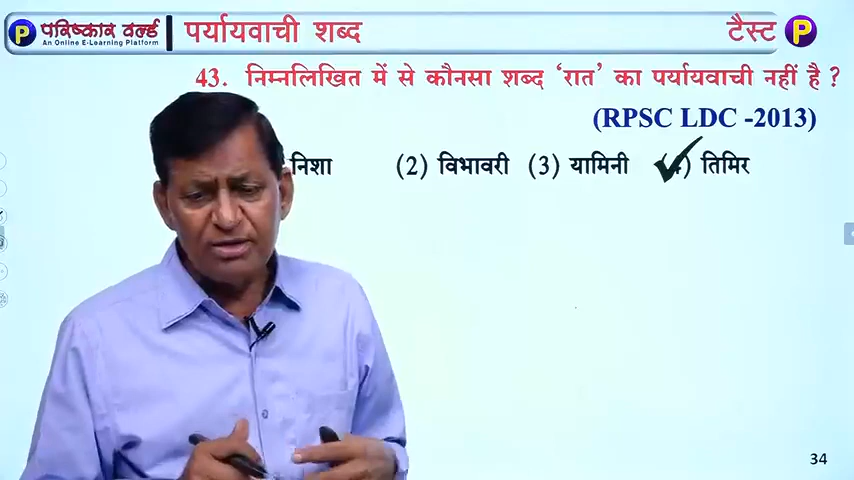 P परिष्कार वर्ल्ड
An Online E-Learning Platform
पर्यायवाची शब्द
टैस्ट P
43. निम्नलिखित में से कौनसा शब्द ‘रात’ का पर्यायवाची नहीं है ?
(RPSC LDC -2013)
निशा (2) विभावरी (3) यामिनी 4) तिमिर
34